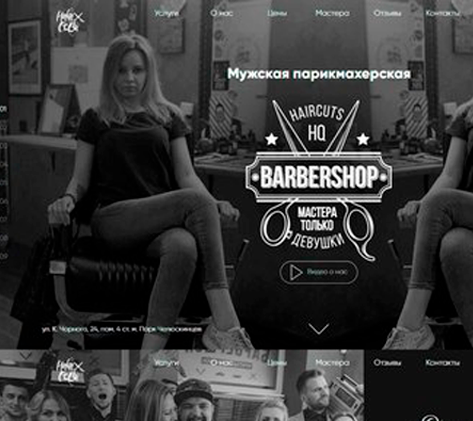 Услуги О нас Цены Мастера Отзывы Контакты
Мужская парикмахерская
HAIRCUTS
HQ
BARBERSHOP
МАСТЕРА
ТОЛЬКО
ДЕВУШКИ
Видео о нас
ул. К. Чорного, 24, пом. 4 ст. м. Парк Челюскинцев
Услуги О нас Цены Мастера Отзывы Контакты